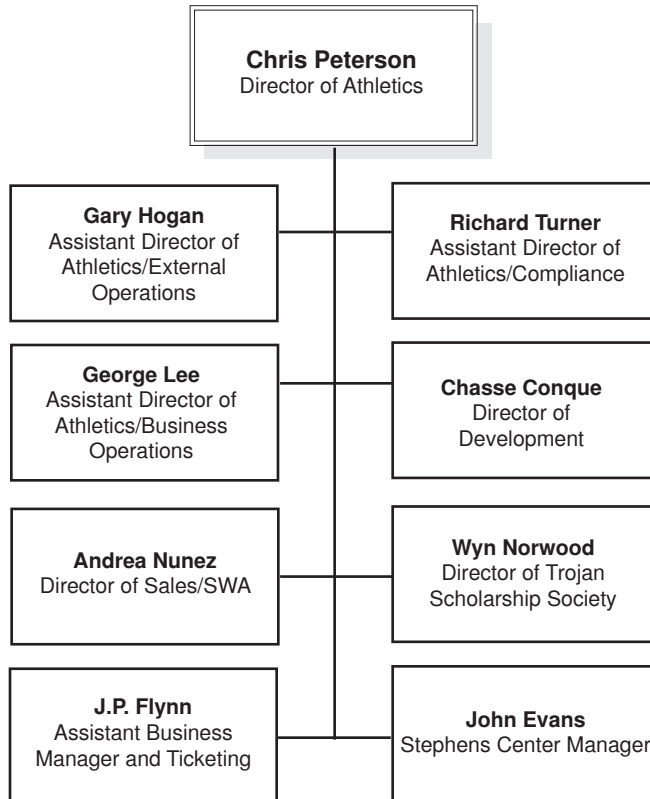 Chris Peterson
Director of Athletics
Gary Hogan
Assistant Director of
Athletics/External
Operations
Richard Turner
Assistant Director of
Athletics/Compliance
George Lee
Assistant Director of
Athletics/Business
Operations
Chasse Conque
Director of
Development
Andrea Nunez
Director of Sales/SWA
Wyn Norwood
Director of Trojan
Scholarship Society
J.P. Flynn
Assistant Business
Manager and Ticketing
John Evans
Stephens Center Manager